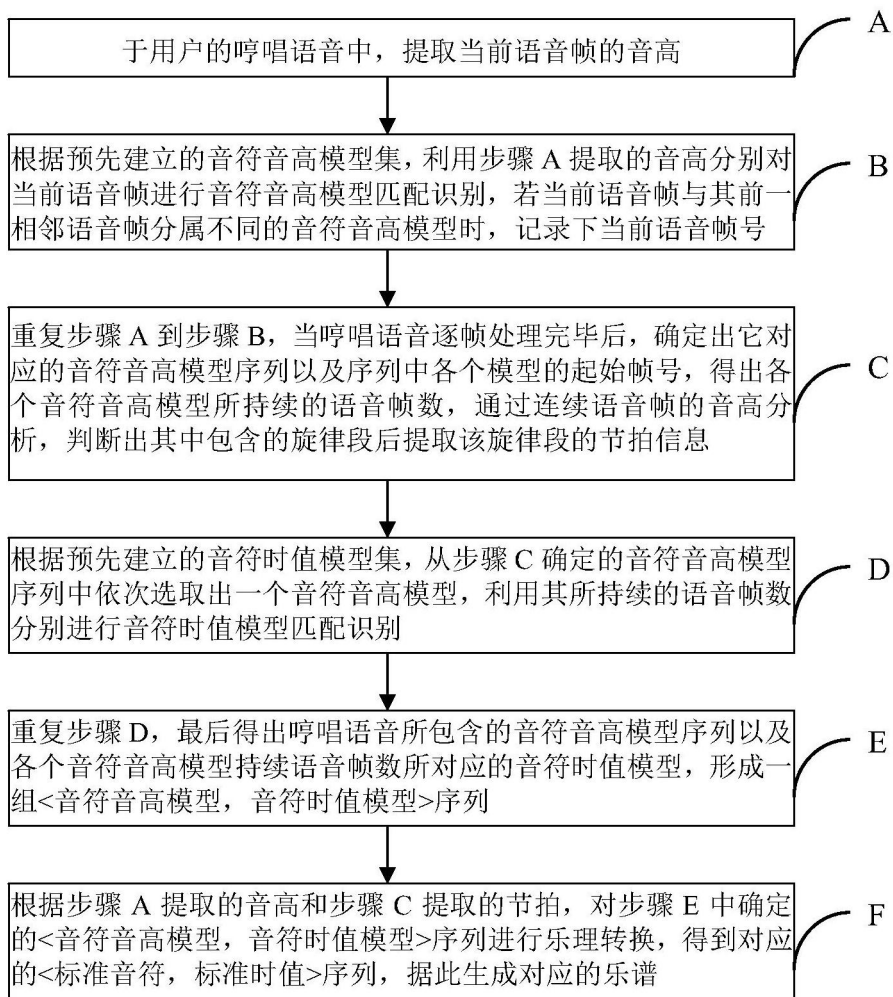 于用户的哼唱语音中，提取当前语音帧的音高
A
根据预先建立的音符音高模型集，利用步骤 A 提取的音高分别对
当前语音帧进行音符音高模型匹配识别，若当前语音帧与其前一
相邻语音帧分属不同的音符音高模型时，记录下当前语音帧号
B
重复步骤 A 到步骤 B，当哼唱语音逐帧处理完毕后，确定出它对
应的音符音高模型序列以及序列中各个模型的起始帧号，得出各
个音符音高模型所持续的语音帧数，通过连续语音帧的音高分
析，判断出其中包含的旋律段后提取该旋律段的节拍信息
C
根据预先建立的音符时值模型集，从步骤 C 确定的音符音高模型
序列中依次选取出一个音符音高模型，利用其所持续的语音帧数
分别进行音符时值模型匹配识别
D
重复步骤 D，最后得出哼唱语音所包含的音符音高模型序列以及
各个音符音高模型持续语音帧数所对应的音符时值模型，形成一
组<音符音高模型，音符时值模型>序列
E
根据步骤 A 提取的音高和步骤 C 提取的节拍，对步骤 E 中确定
的<音符音高模型，音符时值模型>序列进行乐理转换，得到对应
的<标准音符，标准时值>序列，据此生成对应的乐谱
F